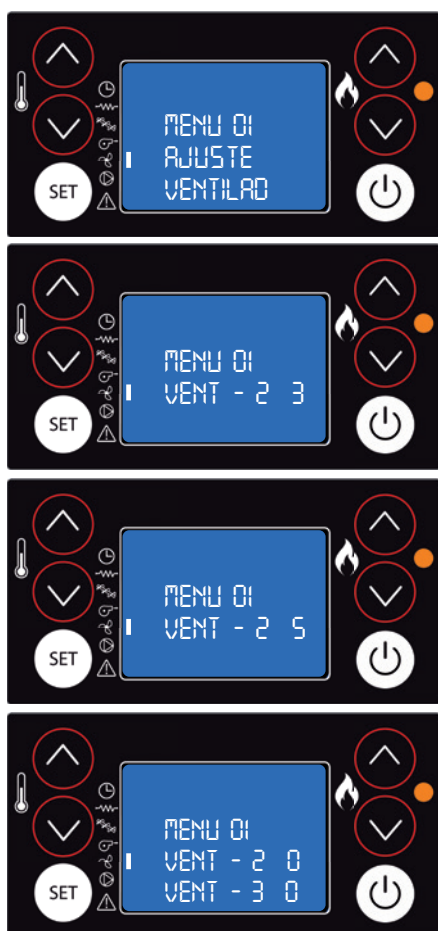 MENU 01
AJUSTE
VENTILAD
SET
MENU 01
VENT - 2 3
SET
MENU 01
VENT - 2 5
SET
MENU 01
VENT - 2 0
VENT - 3 0
SET